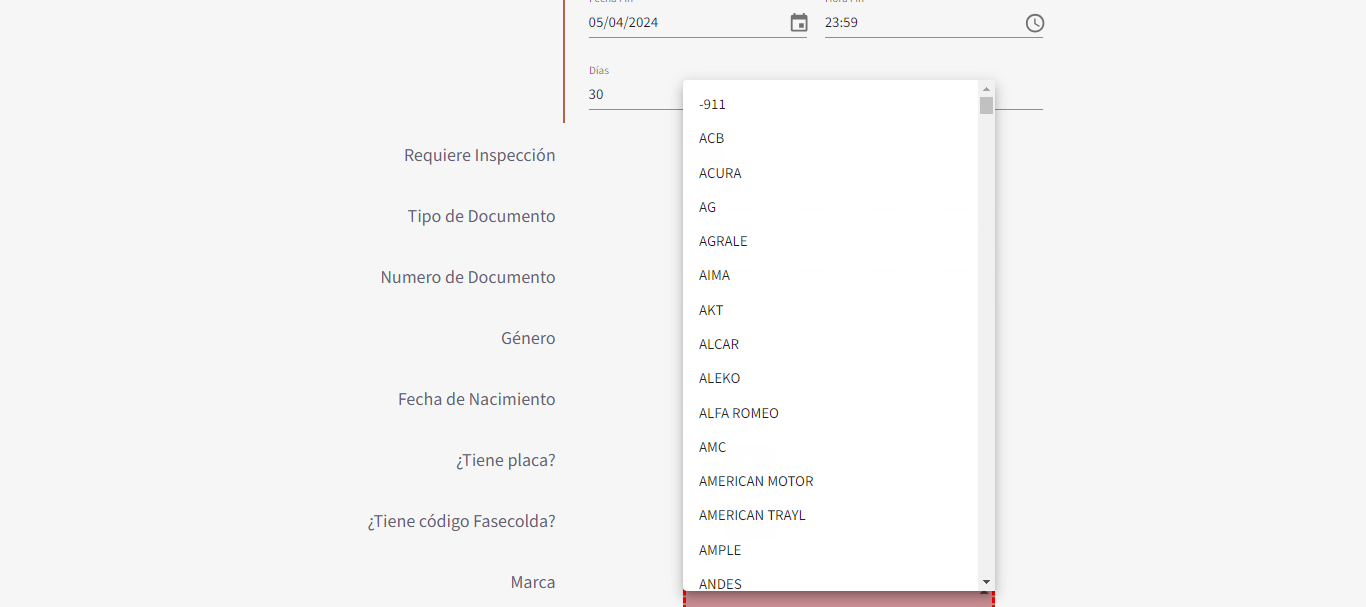 05/04/2024
23:59
Días
30
-911
ACB
Requiere Inspección
ACURA
Tipo de Documento
AG
AGRALE
Numero de Documento
AIMA
AKT
Género
ALCAR
ALEKO
Fecha de Nacimiento
ALFA ROMEO
AMC
¿Tiene placa?
AMERICAN MOTOR
¿Tiene código Fasecolda?
AMERICAN TRAYL
AMPLE
Marca
ANDES